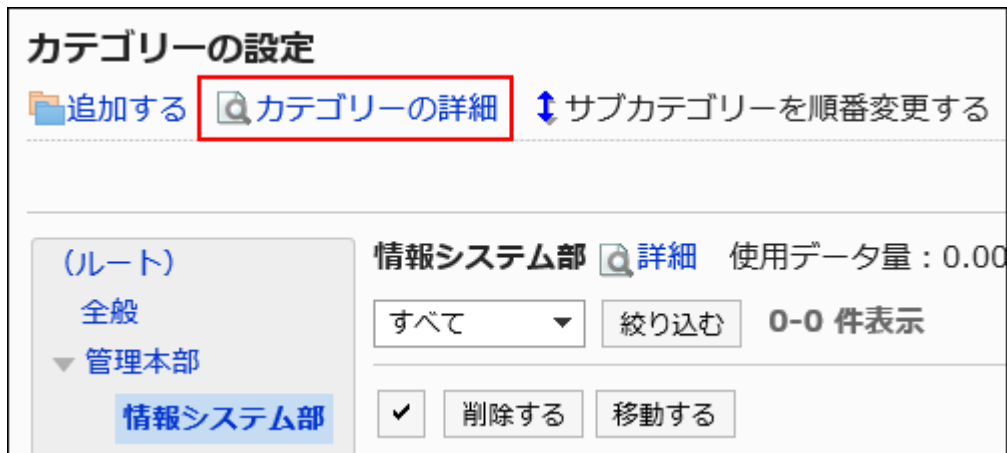 カテゴリーの設定
追加する カテゴリーの詳細 サブカテゴリーを順番変更する
(ルート)
全般
管理本部
情報システム部
情報システム部 詳細 使用データ量：0.00
すべて 絞り込む 0-0 件表示
削除する 移動する